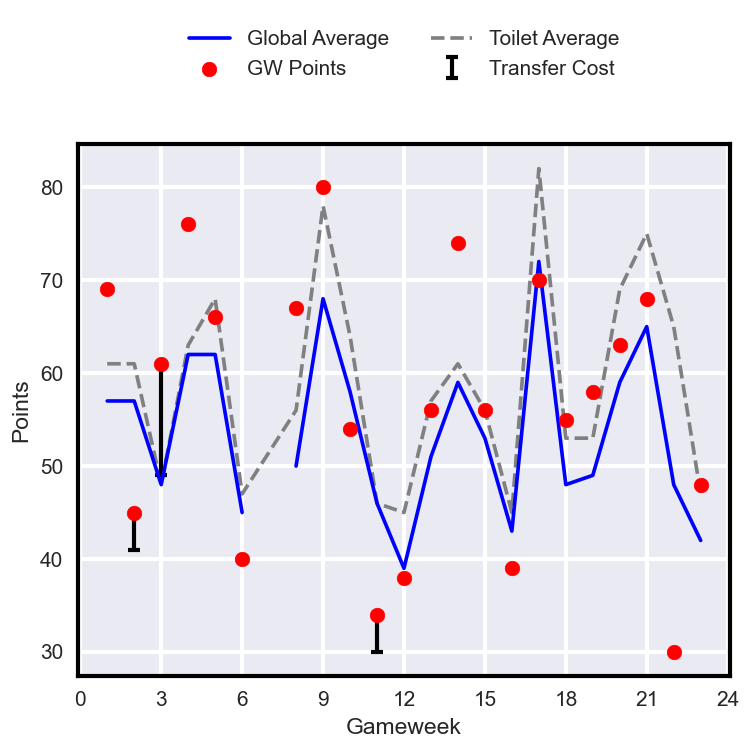 Global Average
Toilet Average
GW Points
Transfer Cost
80
70
60
50
40
30
Points
0 3 6 9 12 15 18 21 24
Gameweek